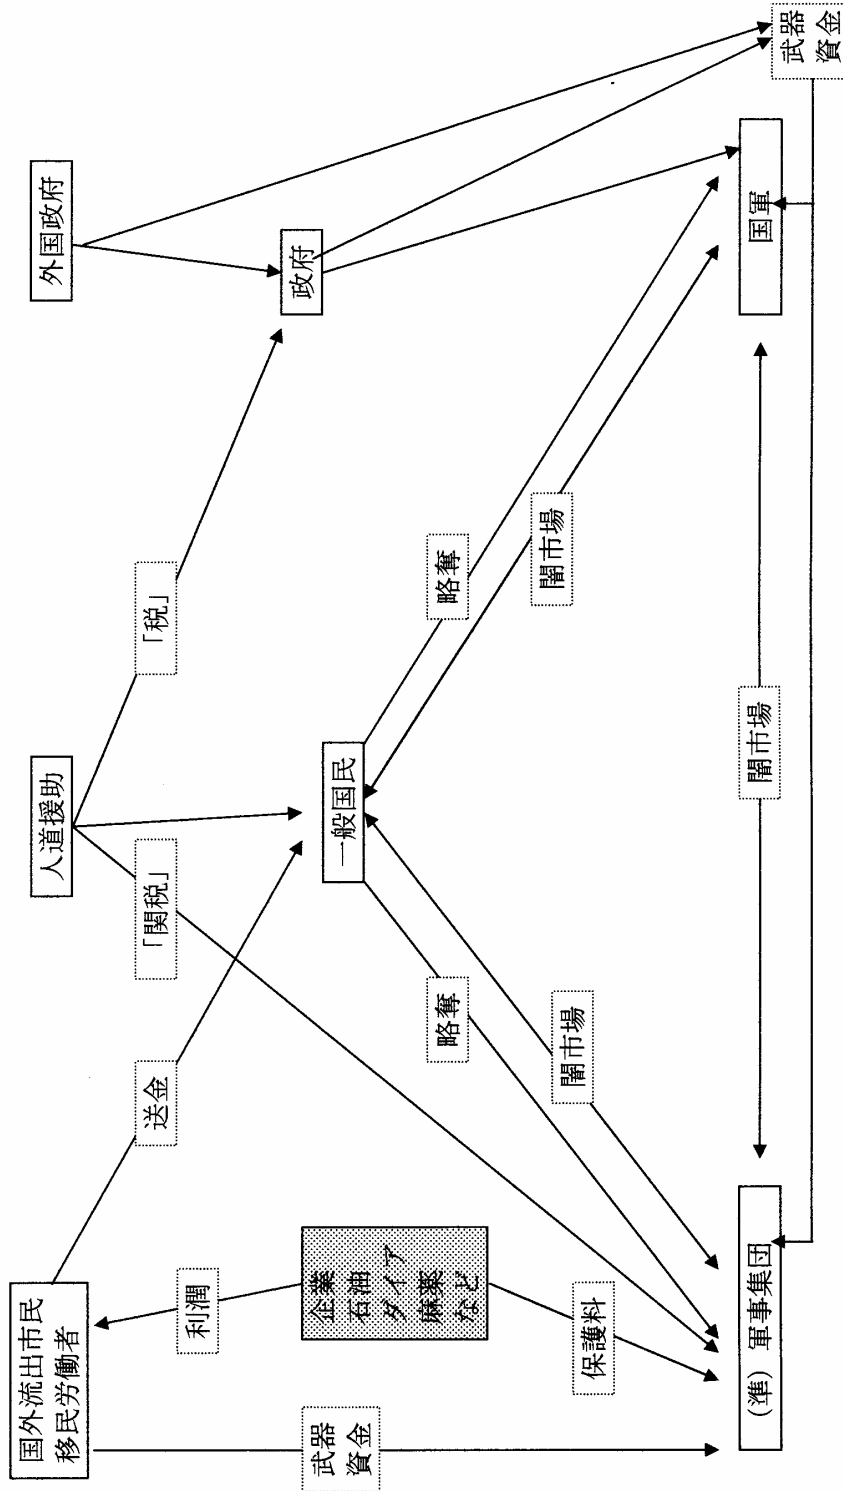 国外流出市民
移民労働者
人道援助
外国政府
送金
「関税」
「税」
利潤
武器
資金
企業
石油
ダイア
麻薬
など
一般国民
政府
保護料
略奪
略奪
闇市場
闇市場
(準)軍事集団
闇市場
国軍
武器
資金